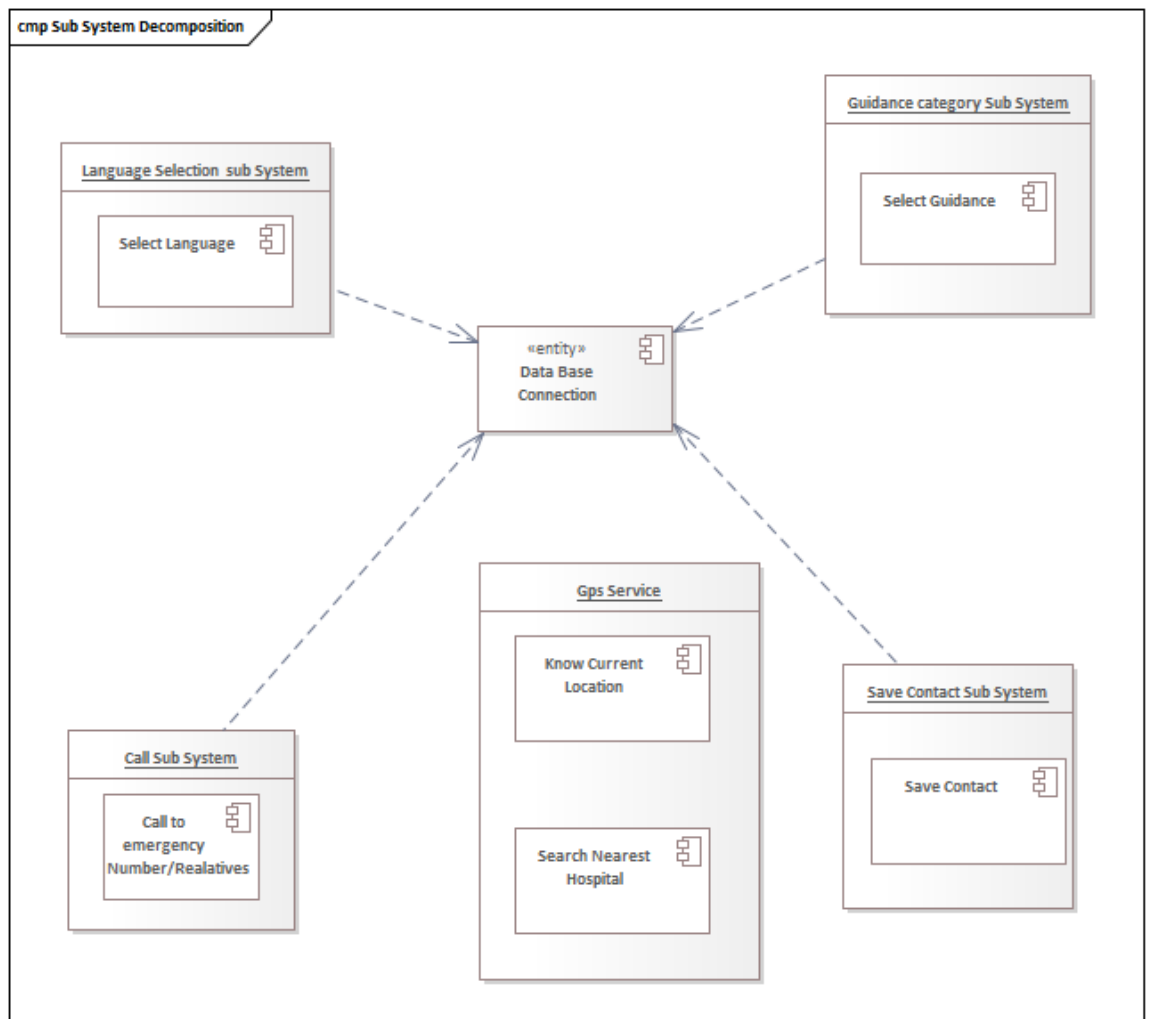 cmp Sub System Decomposition
Guidance category Sub System
Select Guidance
Language Selection sub System
Select Language
«entity»
Data Base
Connection
Gps Service
Know Current
Location
Search Nearest
Hospital
Save Contact Sub System
Save Contact
Call Sub System
Call to
emergency
Number/Realatives